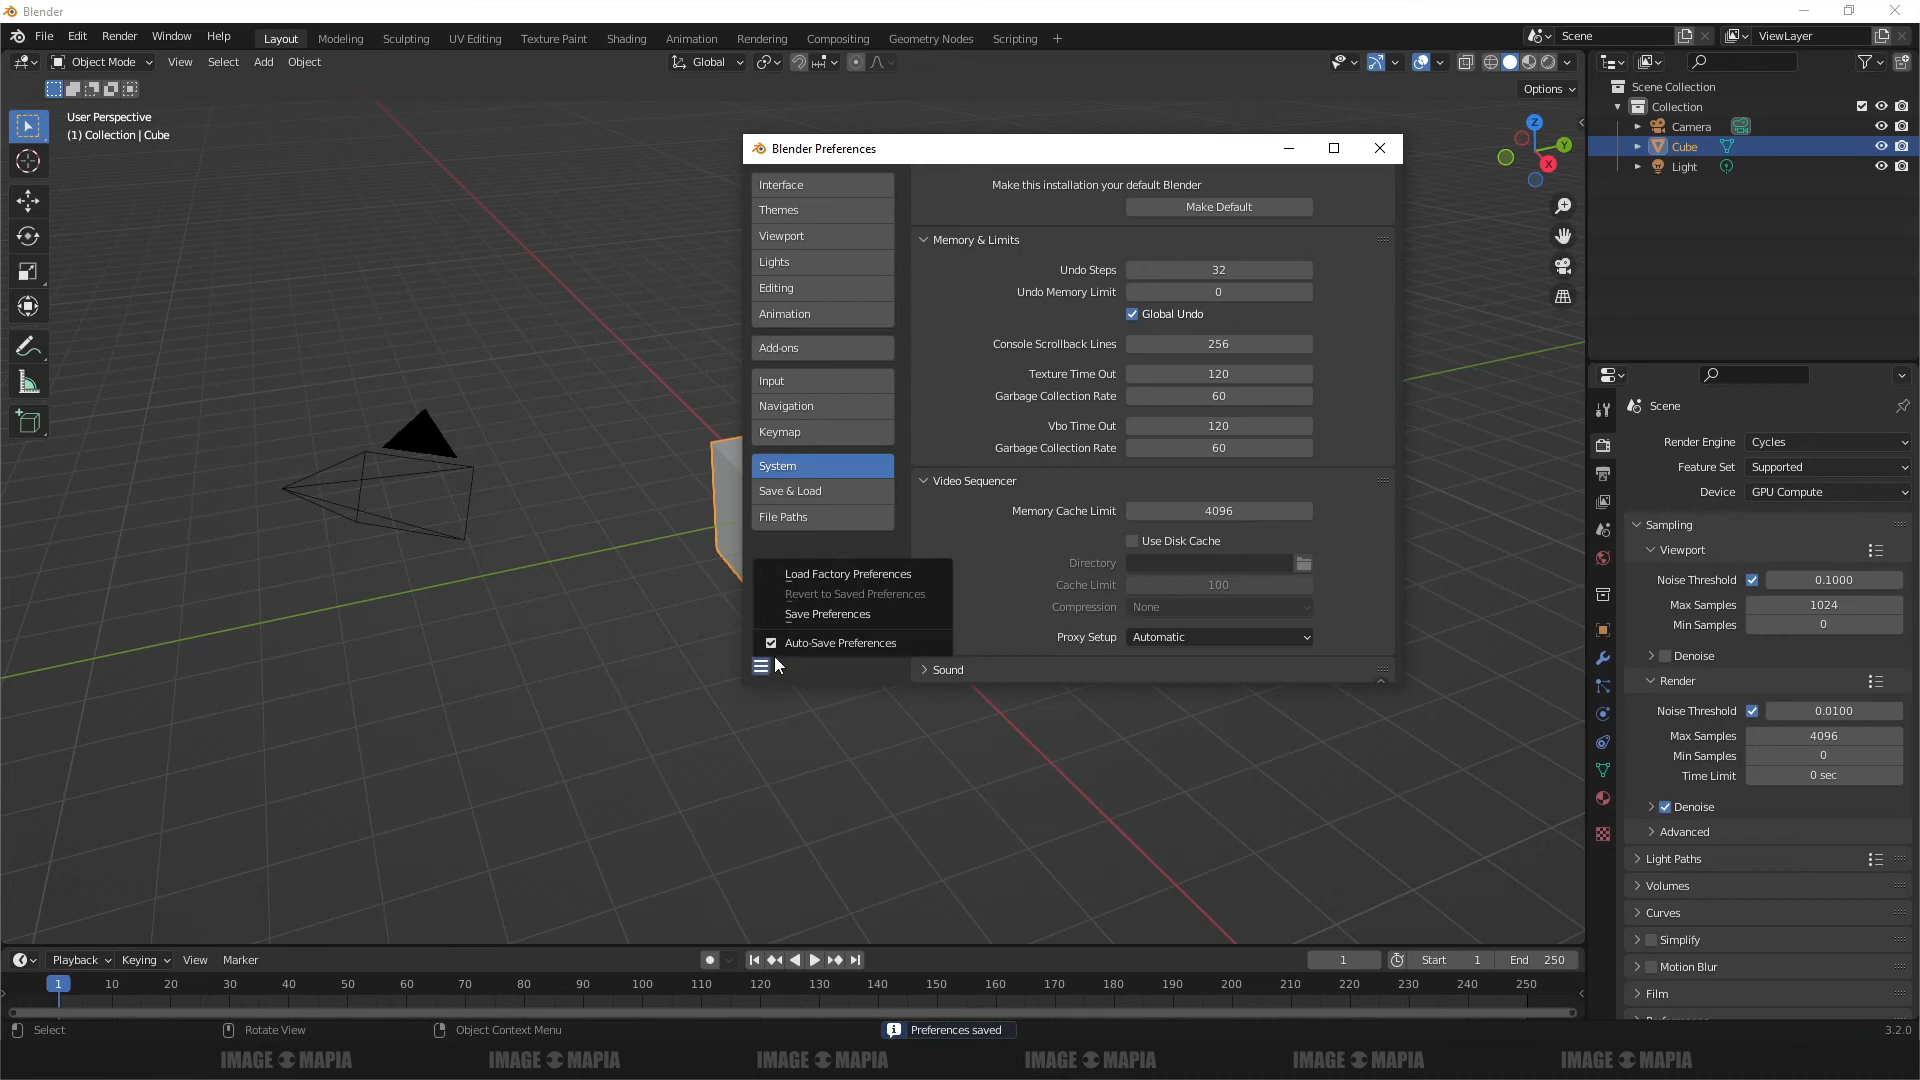 Blender
File Edit Render Window Help Layout Modeling Sculpting UV Editing Texture Paint Shading Animation Rendering Compositing Geometry Nodes Scripting + Scene ViewLayer
Object Mode View Select Add Object Global
Options
User Perspective
(1) Collection | Cube
Z
Y
X
Scene Collection
Collection
Camera
Cube
Light
Blender Preferences
Interface
Themes
Viewport
Lights
Editing
Animation
Add-ons
Input
Navigation
Keymap
System
Save & Load
File Paths
Make this installation your default Blender
Make Default
Memory & Limits
Undo Steps 32
Undo Memory Limit 0
Global Undo
Console Scrollback Lines 256
Texture Time Out 120
Garbage Collection Rate 60
Vbo Time Out 120
Garbage Collection Rate 60
Video Sequencer
Memory Cache Limit 4096
Use Disk Cache
Directory
Cache Limit 100
Compression None
Proxy Setup Automatic
Sound
Load Factory Preferences
Revert to Saved Preferences
Save Preferences
Auto-Save Preferences
Scene
Render Engine Cycles
Feature Set Supported
Device GPU Compute
Sampling
Viewport
Noise Threshold 0.1000
Max Samples 1024
Min Samples 0
Denoise
Render
Noise Threshold 0.0100
Max Samples 4096
Min Samples 0
Time Limit 0 sec
Denoise
Advanced
Light Paths
Volumes
Curves
Simplify
Motion Blur
Film
Playback Keying View Marker 1 Start 1 End 250
1 10 20 30 40 50 60 70 80 90 100 110 120 130 140 150 160 170 180 190 200 210 220 230 240 250
Select Rotate View Object Context Menu Preferences saved 3.2.0
IMAGE MAPIA IMAGE MAPIA IMAGE MAPIA IMAGE MAPIA IMAGE MAPIA IMAGE MAPIA